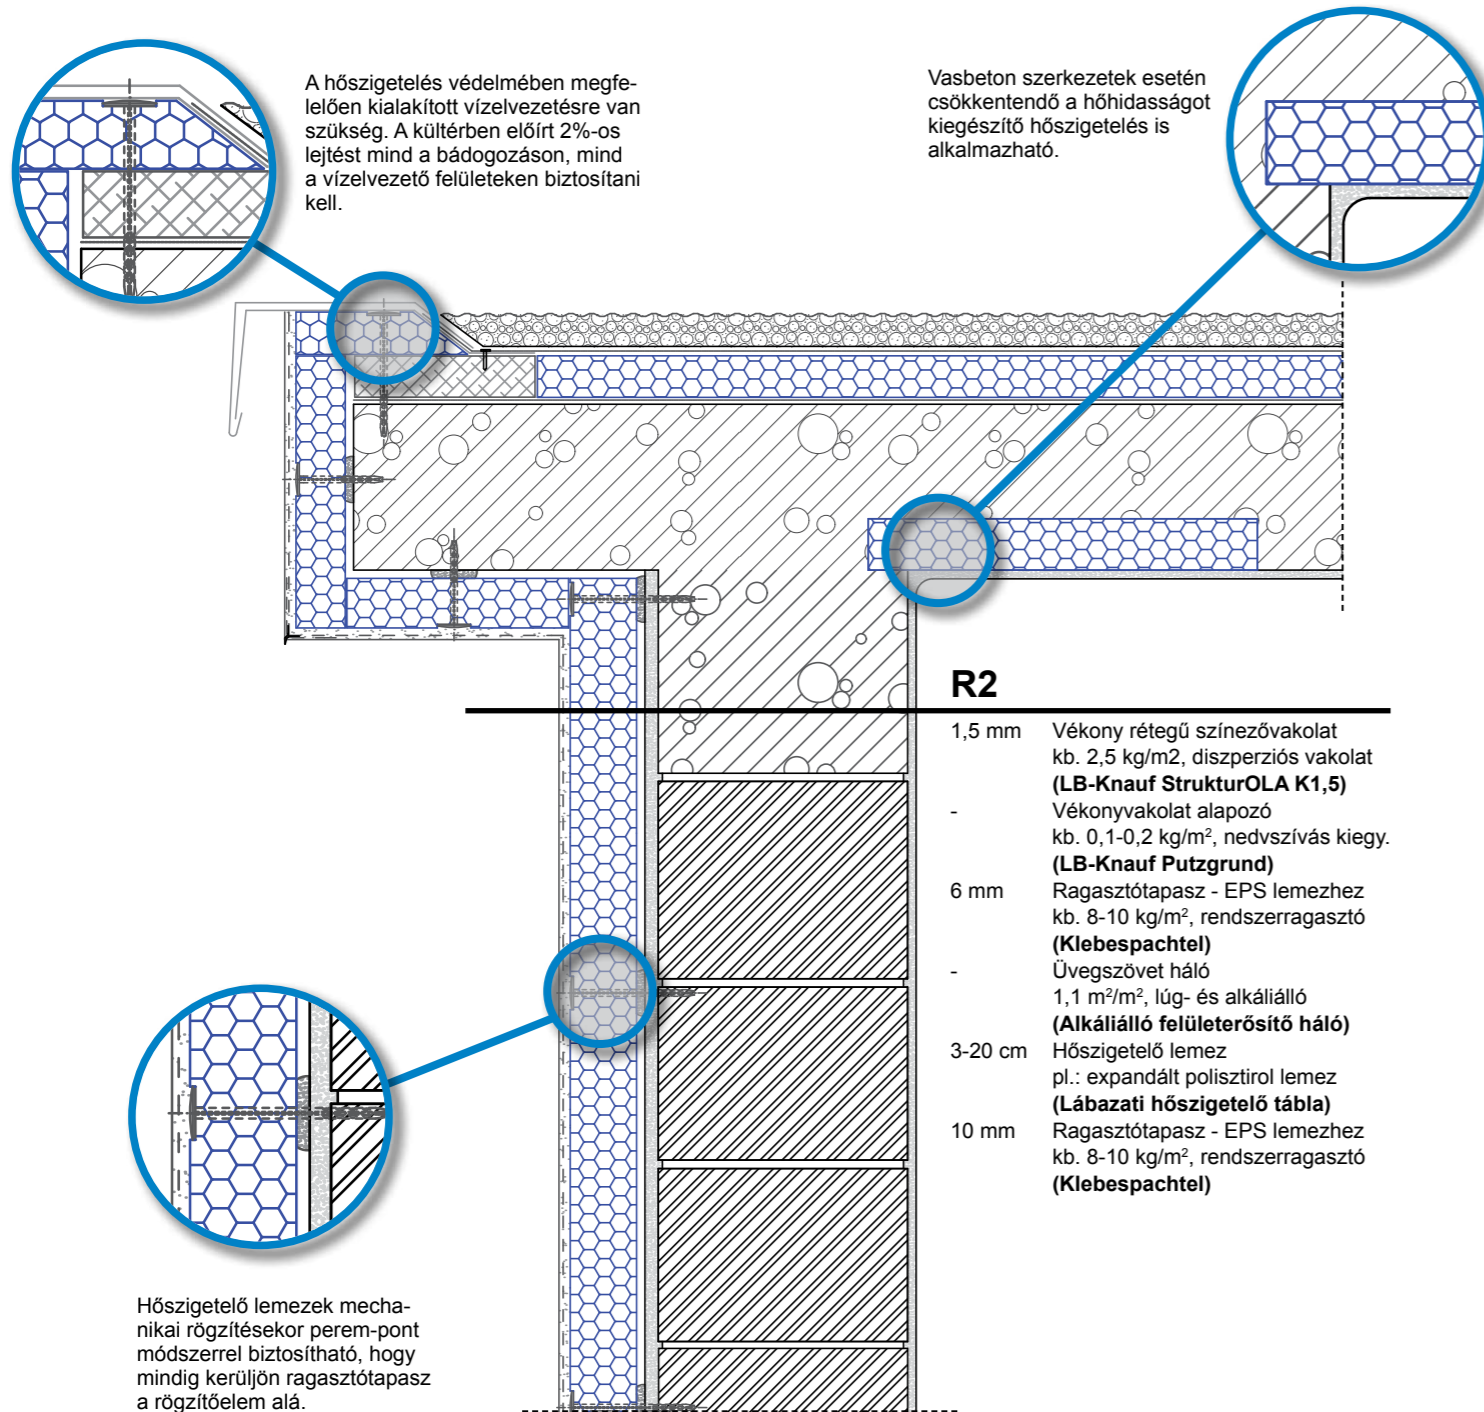 A hőszigetelés védelmében megfe-
lelően kialakított vízelvezetésre van
szükség. A kültérben előírt 2%-os
lejtést mind a bádogozáson, mind
a vízelvezető felületeken biztosítani
kell.
Vasbeton szerkezetek esetén
csökkentendő a hőhidasságot
kiegészítő hőszigetelés is
alkalmazható.
R2
1,5 mm Vékony rétegű színezővakolat
kb. 2,5 kg/m2, diszperziós vakolat
(LB-Knauf StrukturOLA K1,5)
- Vékonyvakolat alapozó
kb. 0,1-0,2 kg/m², nedvszívás kiegy.
(LB-Knauf Putzgrund)
6 mm Ragasztótapasz - EPS lemezhez
kb. 8-10 kg/m², rendszerragasztó
(Klebespachtel)
- Üvegszövet háló
1,1 m²/m², lúg- és alkáliálló
(Alkáliálló felületerősítő háló)
3-20 cm Hőszigetelő lemez
pl.: expandált polisztirol lemez
(Lábazati hőszigetelő tábla)
10 mm Ragasztótapasz - EPS lemezhez
kb. 8-10 kg/m², rendszerragasztó
(Klebespachtel)
Hőszigetelő lemezek mecha-
nikai rögzítésekor perem-pont
módszerrel biztosítható, hogy
mindig kerüljön ragasztótapasz
a rögzítőelem alá.